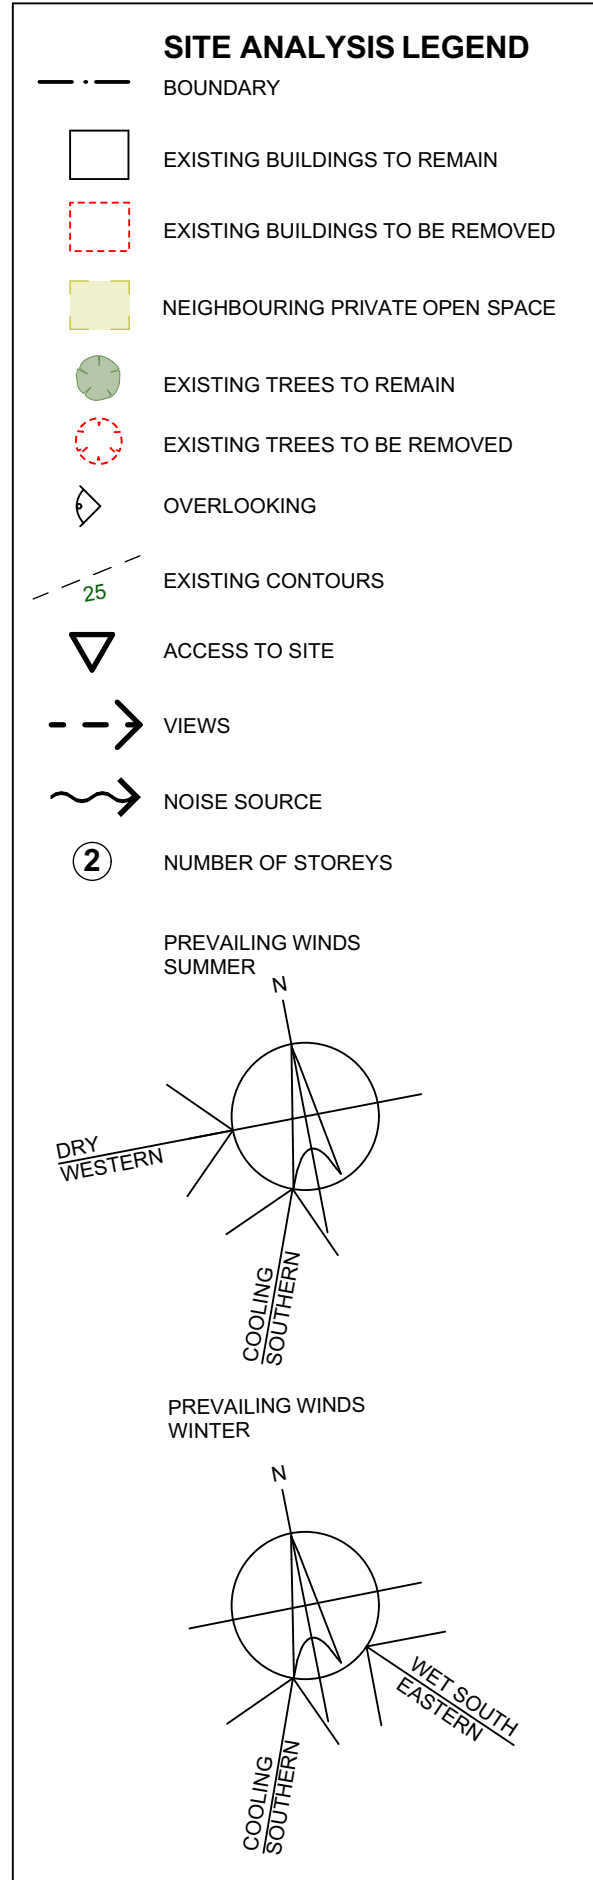 SITE ANALYSIS LEGEND
BOUNDARY
EXISTING BUILDINGS TO REMAIN
EXISTING BUILDINGS TO BE REMOVED
NEIGHBOURING PRIVATE OPEN SPACE
EXISTING TREES TO REMAIN
EXISTING TREES TO BE REMOVED
OVERLOOKING
25
EXISTING CONTOURS
ACCESS TO SITE
VIEWS
NOISE SOURCE
2
NUMBER OF STOREYS
PREVAILING WINDS
SUMMER
N
DRY
WESTERN
COOLING
SOUTHERN
PREVAILING WINDS
WINTER
N
WET SOUTH
EASTERN
COOLING
SOUTHERN